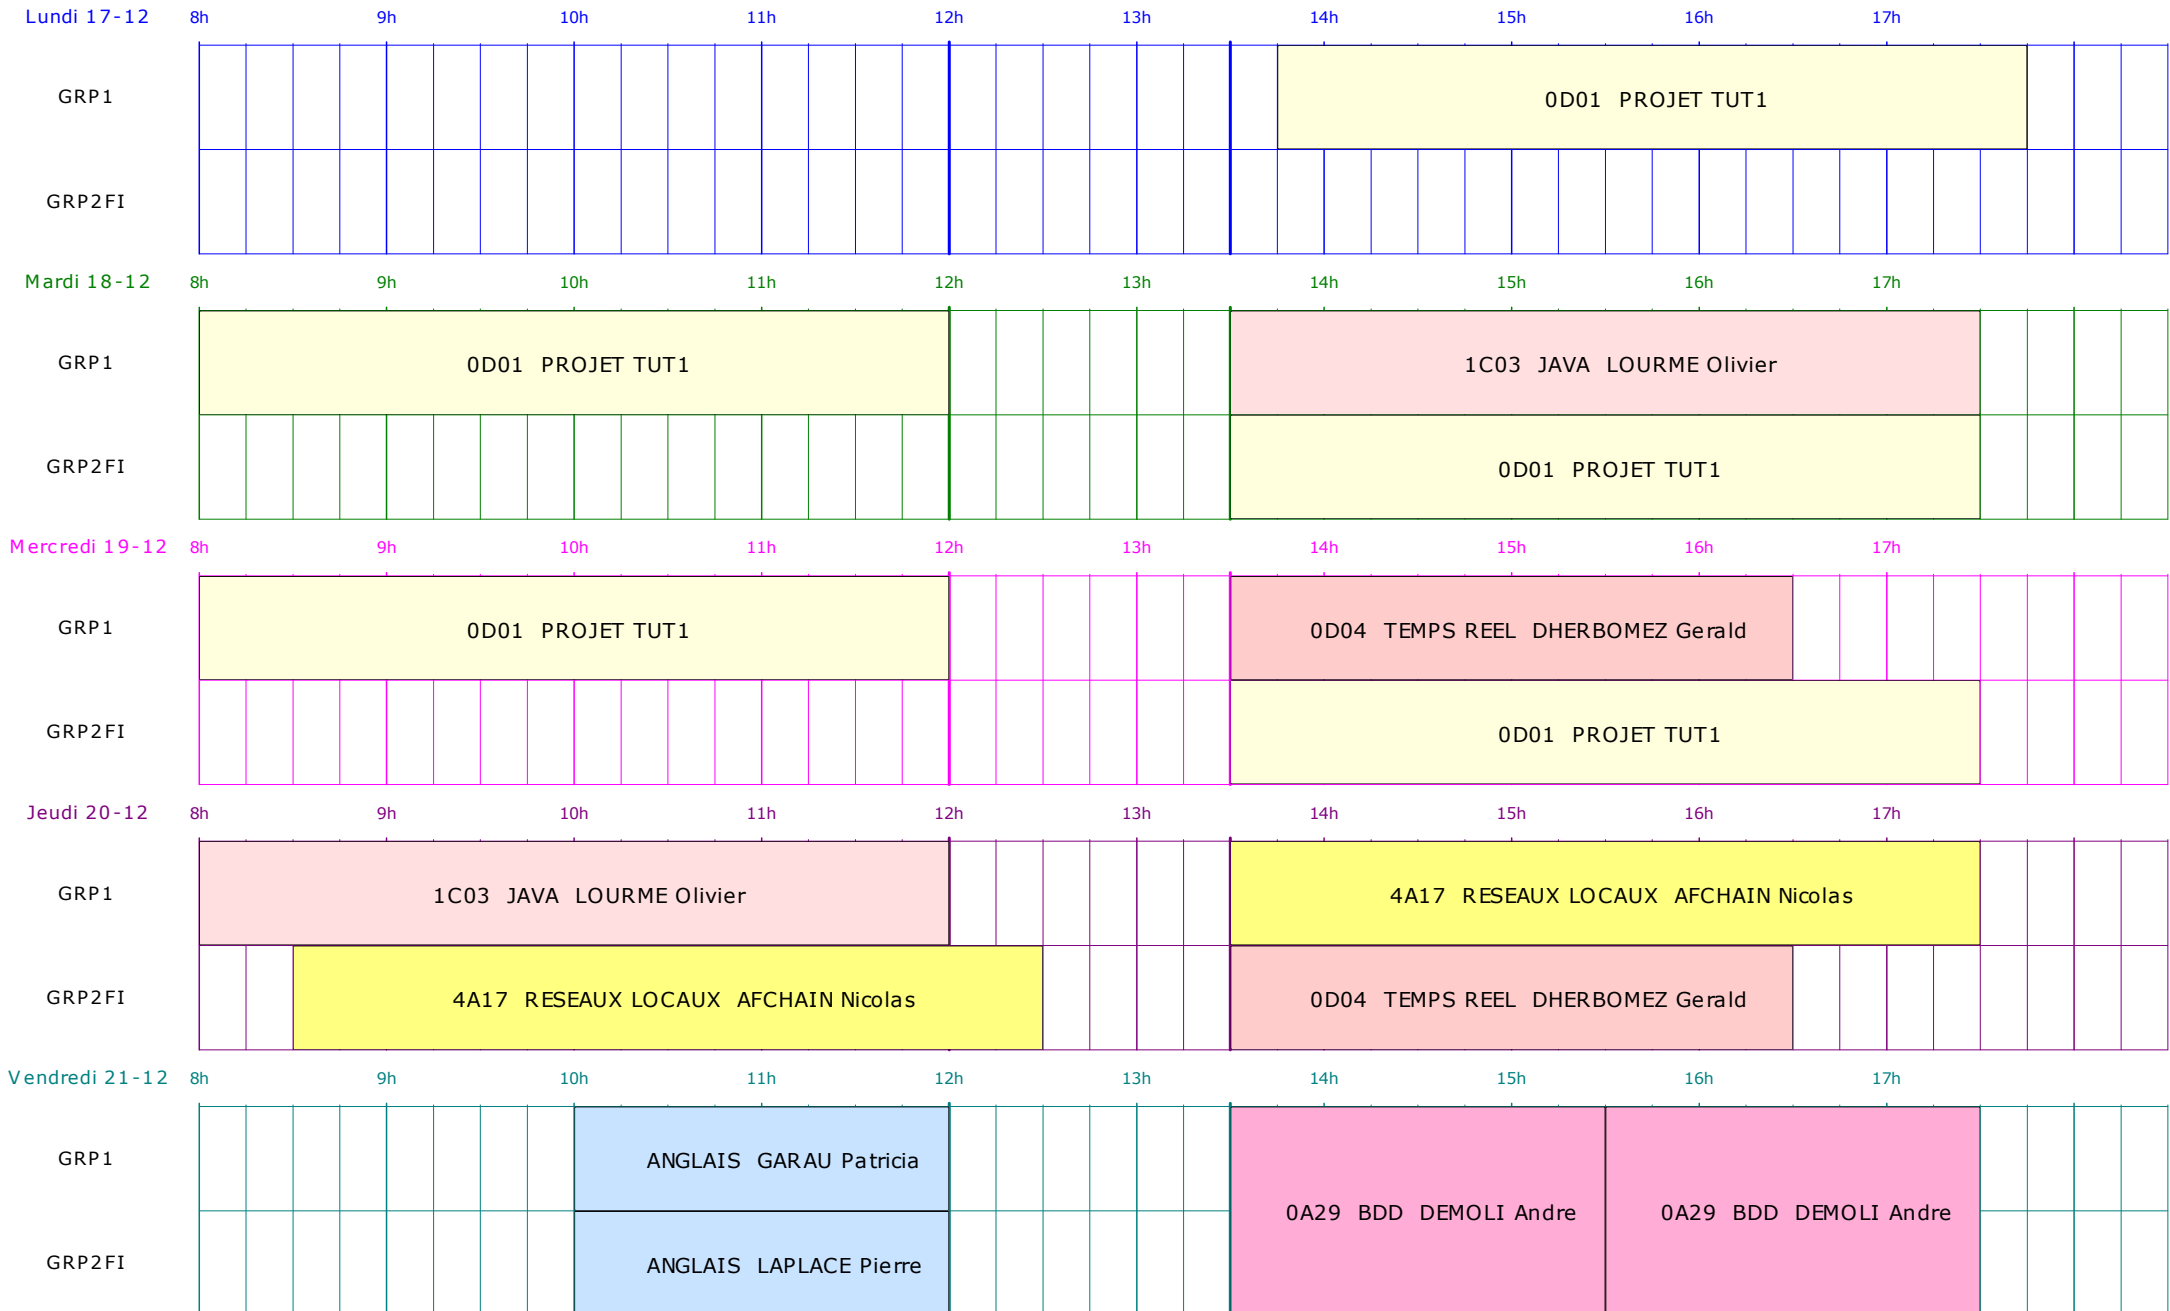 Lundi 17-12 8h 9h 10h 11h 12h 13h 14h 15h 16h 17h
GRP1 0D01 PROJET TUT1
GRP2FI
Mardi 18-12 8h 9h 10h 11h 12h 13h 14h 15h 16h 17h
GRP1 0D01 PROJET TUT1 1C03 JAVA LOURME Olivier
GRP2FI 0D01 PROJET TUT1
Mercredi 19-12 8h 9h 10h 11h 12h 13h 14h 15h 16h 17h
GRP1 0D01 PROJET TUT1 0D04 TEMPS REEL DHERBOMEZ Gerald
GRP2FI 0D01 PROJET TUT1
Jeudi 20-12 8h 9h 10h 11h 12h 13h 14h 15h 16h 17h
GRP1 1C03 JAVA LOURME Olivier 4A17 RESEAUX LOCAUX AFCHAIN Nicolas
GRP2FI 4A17 RESEAUX LOCAUX AFCHAIN Nicolas 0D04 TEMPS REEL DHERBOMEZ Gerald
Vendredi 21-12 8h 9h 10h 11h 12h 13h 14h 15h 16h 17h
GRP1 ANGLAIS GARAU Patricia
0A29 BDD DEMOLI Andre 0A29 BDD DEMOLI Andre
GRP2FI ANGLAIS LAPLACE Pierre